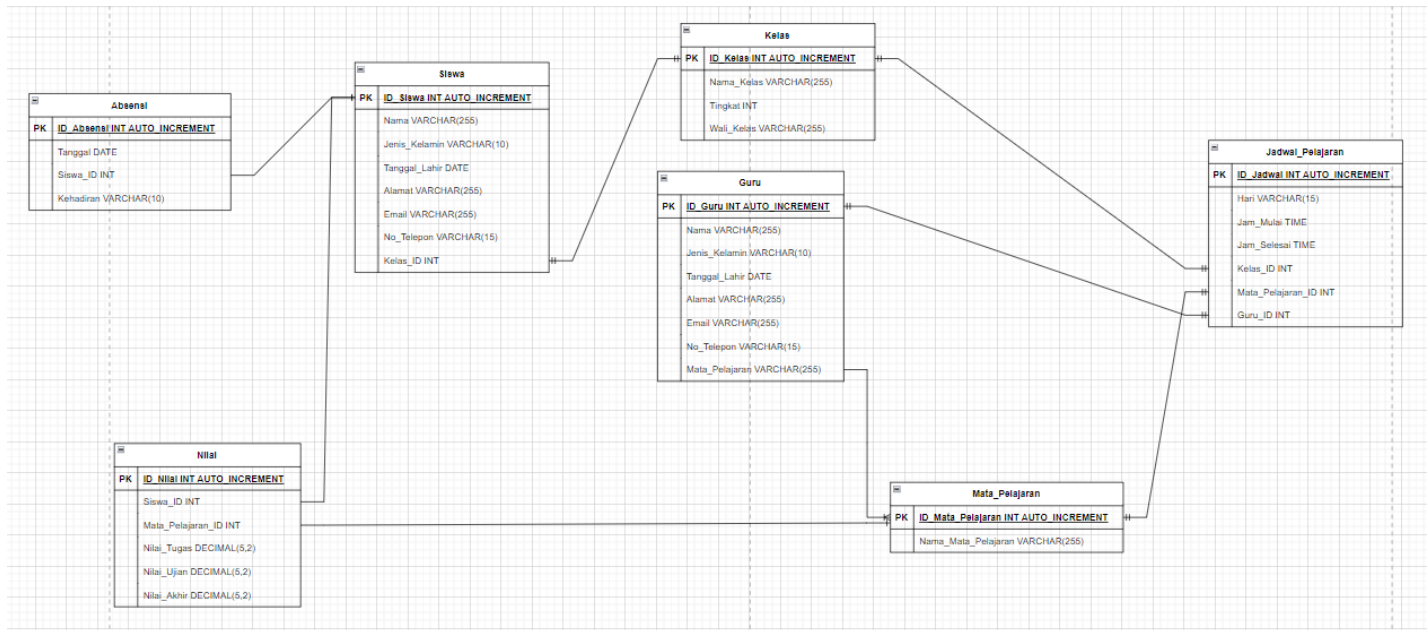 Absensi
PK ID_Absensi INT AUTO_INCREMENT
Tanggal DATE
Siswa_ID INT
Kehadiran VARCHAR(10)
Siswa
PK ID_Siswa INT AUTO_INCREMENT
Nama VARCHAR(255)
Jenis_Kelamin VARCHAR(10)
Tanggal_Lahir DATE
Alamat VARCHAR(255)
Email VARCHAR(255)
No_Telepon VARCHAR(15)
Kelas_ID INT
Kelas
PK ID_Kelas INT AUTO_INCREMENT
Nama_Kelas VARCHAR(255)
Tingkat INT
Wali_Kelas VARCHAR(255)
Guru
PK ID_Guru INT AUTO_INCREMENT
Nama VARCHAR(255)
Jenis_Kelamin VARCHAR(10)
Tanggal_Lahir DATE
Alamat VARCHAR(255)
Email VARCHAR(255)
No_Telepon VARCHAR(15)
Mata_Pelajaran VARCHAR(255)
Jadwal_Pelajaran
PK ID_Jadwal INT AUTO_INCREMENT
Hari VARCHAR(15)
Jam_Mulai TIME
Jam_Selesai TIME
Kelas_ID INT
Mata_Pelajaran_ID INT
Guru_ID INT
Nilai
PK ID_Nilai INT AUTO_INCREMENT
Siswa_ID INT
Mata_Pelajaran_ID INT
Nilai_Tugas DECIMAL(5,2)
Nilai_Ujian DECIMAL(5,2)
Nilai_Akhir DECIMAL(5,2)
Mata_Pelajaran
PK ID_Mata_Pelajaran INT AUTO_INCREMENT
Nama_Mata_Pelajaran VARCHAR(255)